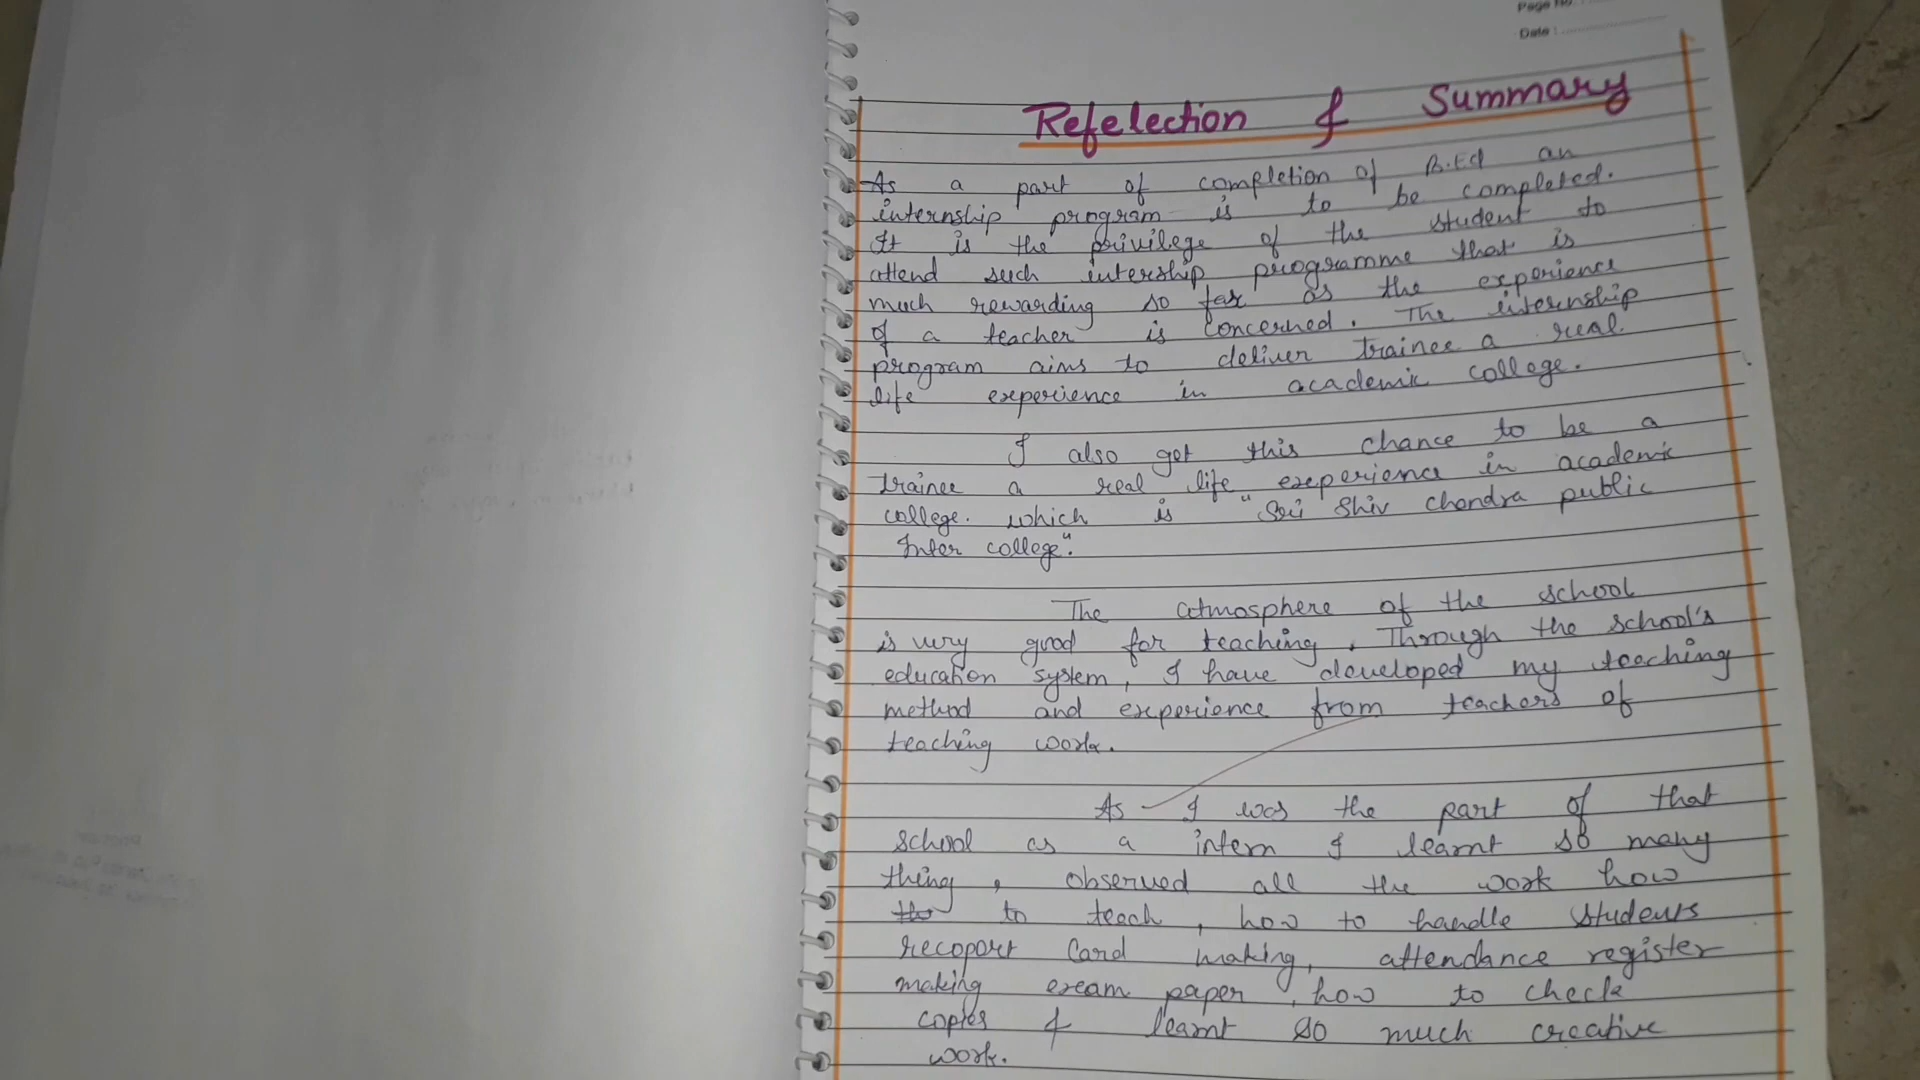 Page No.
Date :
Refelection & Summary
As a part of completion of B.Ed an
internship program is to be completed.
It is the privilege of the student to
attend such intership programme that is
much rewarding so far as the experience
of a teacher is concerned. The internship
program aims to deliver trainee a real
life experience in academic college.
I also get this chance to be a
trainee a real life experience in academic
college. which is "Sri Shiv Chandra public
Inter college".
The atmosphere of the school
is very good for teaching. Through the school's
education system, I have developed my teaching
method and experience from teachers of
teaching work.
As I was the part of that
school as a intern I learnt so many
thing, observed all the work how
to teach, how to handle students
recoport Card making, attendance register
making exam paper, how to check
copies & learnt so much creative
work.